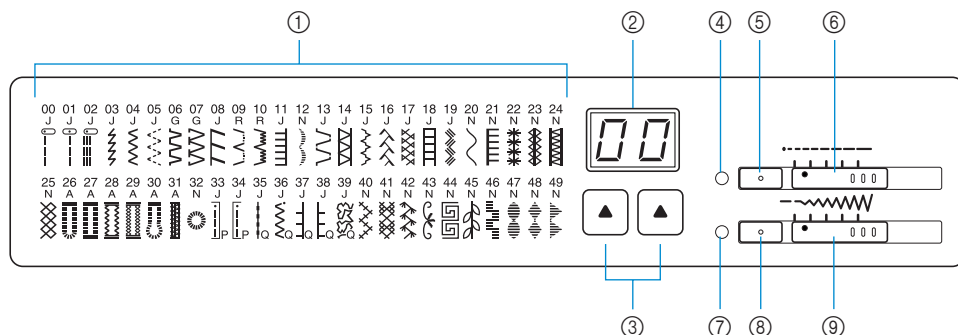 ① ② ④ ⑤ ⑥
00 01 02 03 04 05 06 07 08 09 10 11 12 13 14 15 16 17 18 19 20 21 22 23 24
J J J J J J G G J R R J N J J J J J J J N N N N N
00
25 26 27 28 29 30 31 32 33 34 35 36 37 38 39 40 41 42 43 44 45 46 47 48 49
N A A A A A A N J J J J J J J N N N N N N N N N N
P P Q Q Q Q Q
③ ⑦ ⑧ ⑨